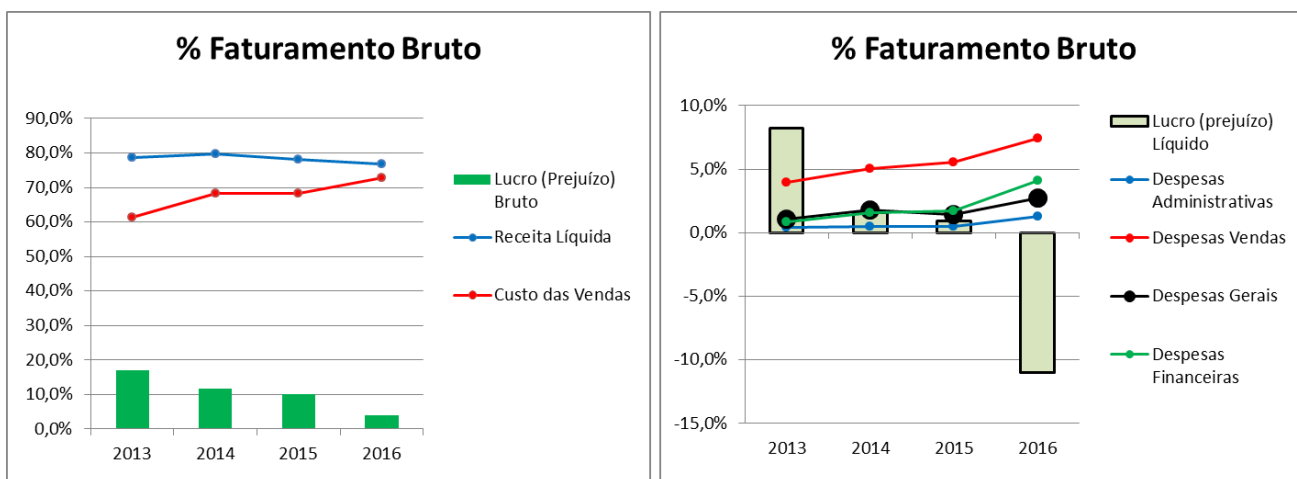 % Faturamento Bruto
90,0%
80,0%
70,0%
60,0%
50,0%
40,0%
30,0%
20,0%
10,0%
0,0%
2013 2014 2015 2016
Lucro (Prejuízo)
Bruto
Receita Líquida
Custo das Vendas
% Faturamento Bruto
10,0%
5,0%
0,0%
-5,0%
-10,0%
-15,0%
2013 2014 2015 2016
Lucro (prejuízo)
Líquido
Despesas
Administrativas
Despesas Vendas
Despesas Gerais
Despesas
Financeiras